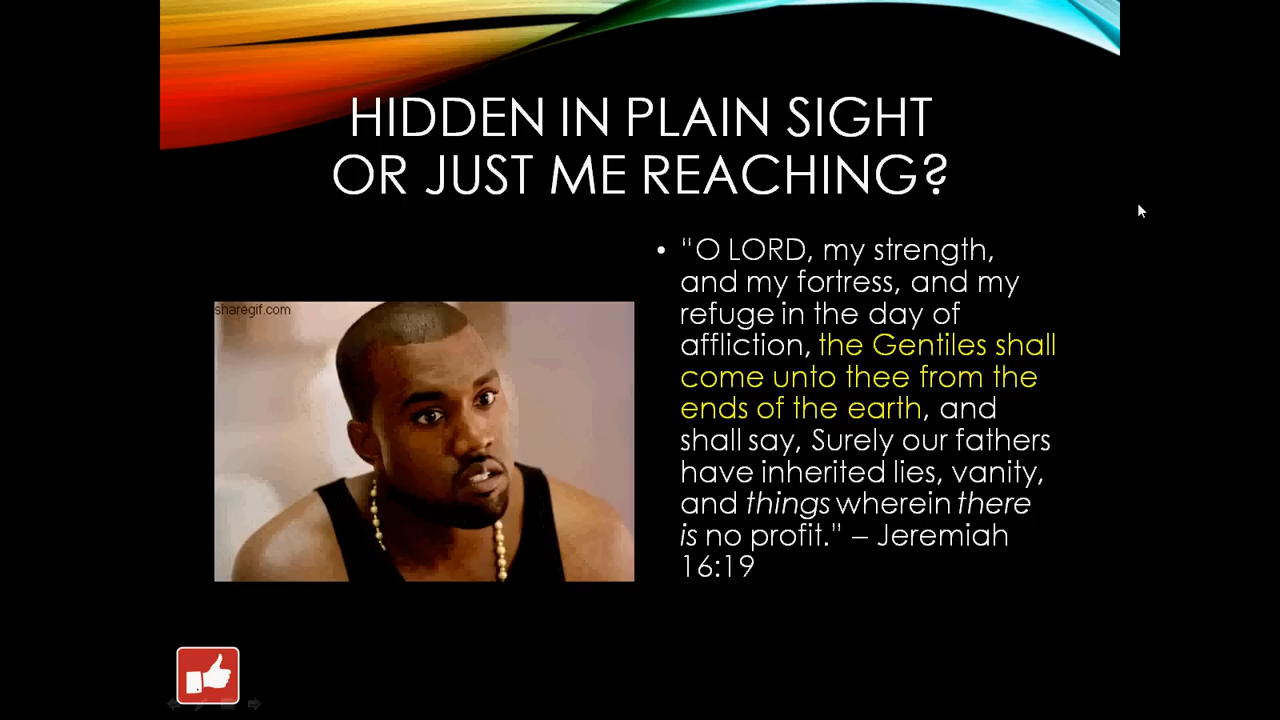 HIDDEN IN PLAIN SIGHT
OR JUST ME REACHING?
• "O LORD, my strength,
and my fortress, and my
refuge in the day of
affliction, the Gentiles shall
come unto thee from the
ends of the earth, and
shall say, Surely our fathers
have inherited lies, vanity,
and things wherein there
is no profit." – Jeremiah
16:19
sharegif.com